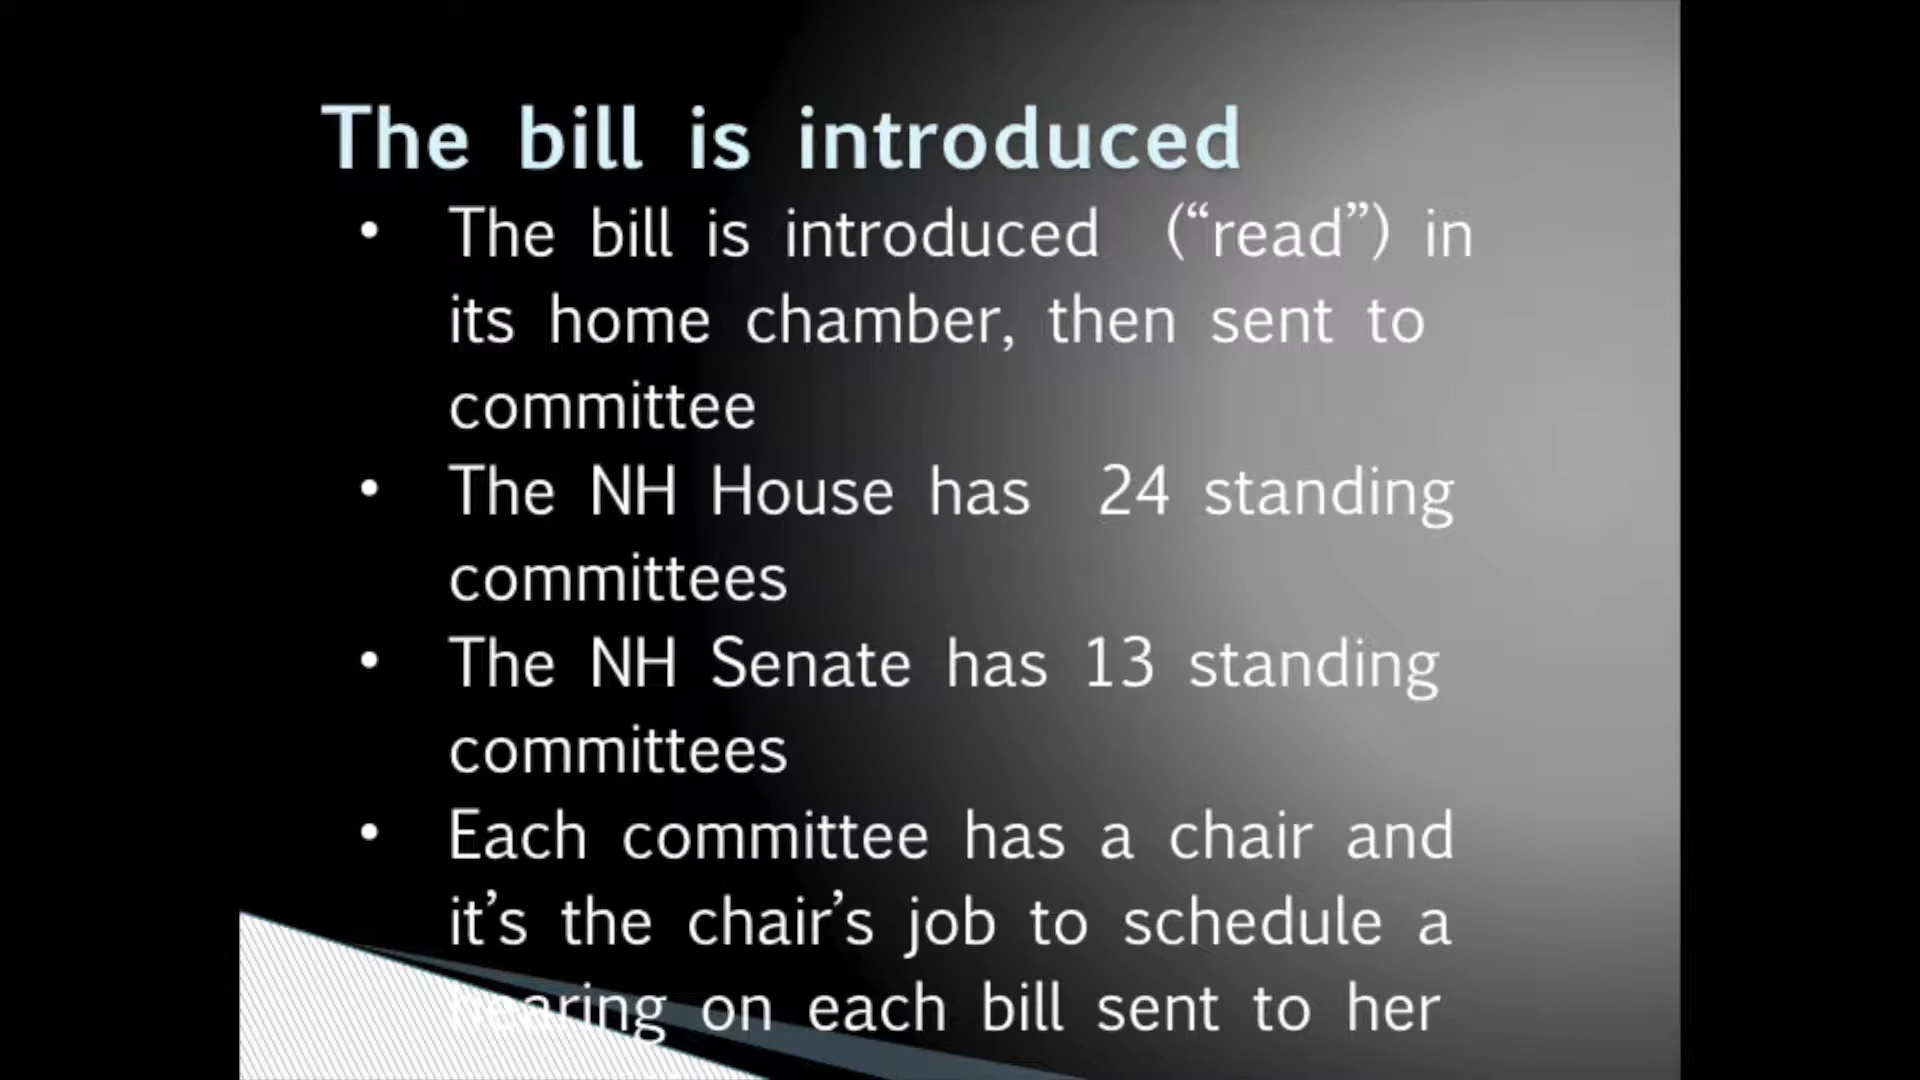 The bill is introduced
• The bill is introduced (“read”) in
its home chamber, then sent to
committee
• The NH House has 24 standing
committees
• The NH Senate has 13 standing
committees
• Each committee has a chair and
it’s the chair’s job to schedule a
hearing on each bill sent to her